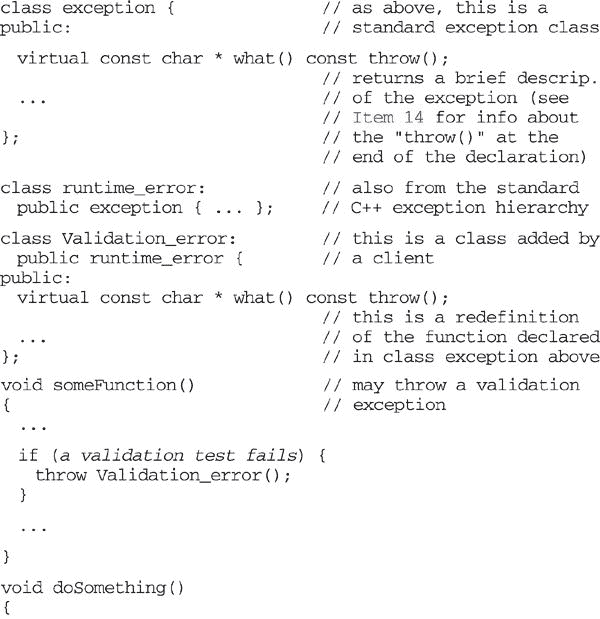 class exception {              // as above, this is a
public:                        // standard exception class
  virtual const char * what() const throw();
                               // returns a brief descrip.
  ...                          // of the exception (see
                               // Item 14 for info about
};                             // the "throw()" at the
                               // end of the declaration)
class runtime_error:           // also from the standard
  public exception { ... };    // C++ exception hierarchy
class Validation_error:        // this is a class added by
  public runtime_error {       // a client
public:
  virtual const char * what() const throw();
                               // this is a redefinition
  ...                          // of the function declared
};                             // in class exception above
void someFunction()            // may throw a validation
{                              // exception
  ...
  if (a validation test fails) {
    throw Validation_error();
  }
  ...
}
void doSomething()
{